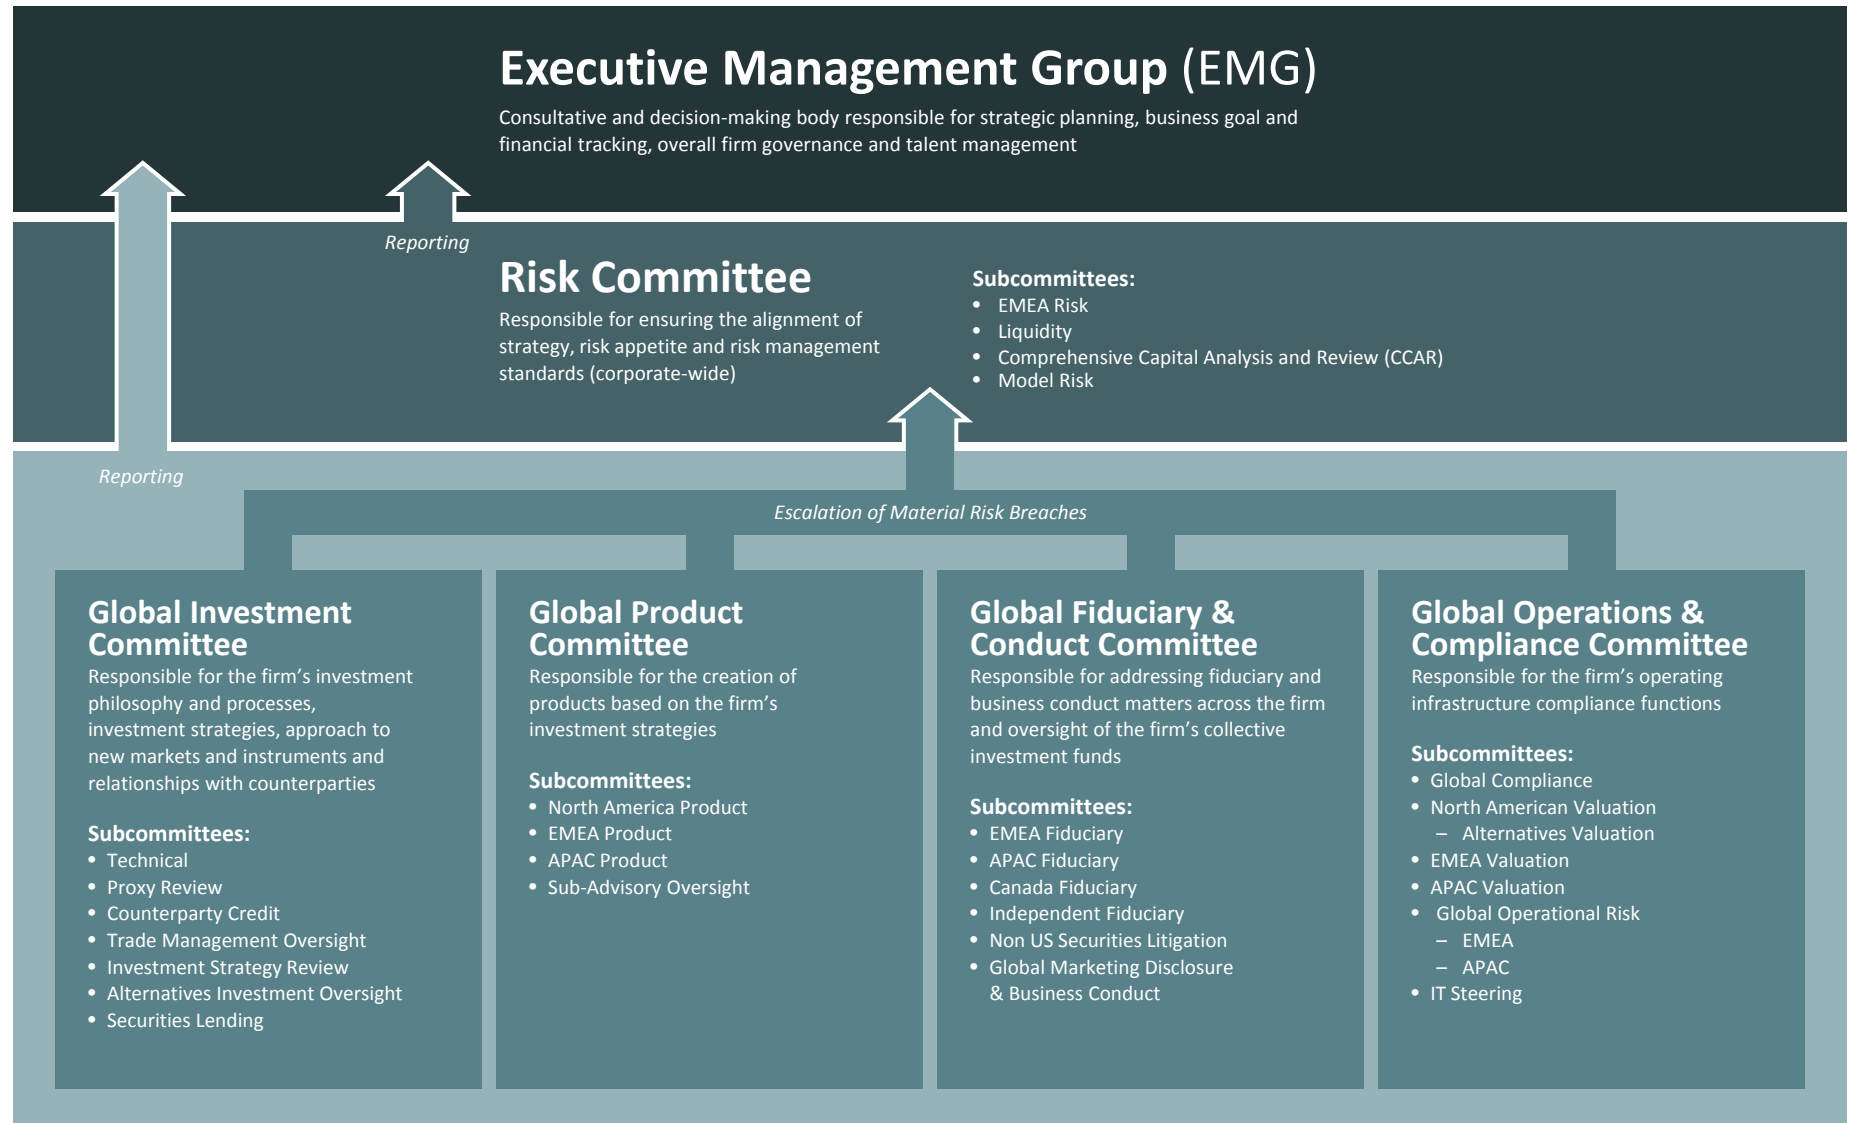 Executive Management Group (EMG)
Consultative and decision-making body responsible for strategic planning, business goal and
financial tracking, overall firm governance and talent management
Reporting
Risk Committee
Responsible for ensuring the alignment of
strategy, risk appetite and risk management
standards (corporate-wide)
Subcommittees:
• EMEA Risk
• Liquidity
• Comprehensive Capital Analysis and Review (CCAR)
• Model Risk
Reporting
Escalation of Material Risk Breaches
Global Investment
Committee
Responsible for the firm’s investment
philosophy and processes,
investment strategies, approach to
new markets and instruments and
relationships with counterparties
Subcommittees:
• Technical
• Proxy Review
• Counterparty Credit
• Trade Management Oversight
• Investment Strategy Review
• Alternatives Investment Oversight
• Securities Lending
Global Product
Committee
Responsible for the creation of
products based on the firm’s
investment strategies
Subcommittees:
• North America Product
• EMEA Product
• APAC Product
• Sub-Advisory Oversight
Global Fiduciary &
Conduct Committee
Responsible for addressing fiduciary and
business conduct matters across the firm
and oversight of the firm’s collective
investment funds
Subcommittees:
• EMEA Fiduciary
• APAC Fiduciary
• Canada Fiduciary
• Independent Fiduciary
• Non US Securities Litigation
• Global Marketing Disclosure
& Business Conduct
Global Operations &
Compliance Committee
Responsible for the firm’s operating
infrastructure compliance functions
Subcommittees:
• Global Compliance
• North American Valuation
– Alternatives Valuation
• EMEA Valuation
• APAC Valuation
• Global Operational Risk
– EMEA
– APAC
• IT Steering